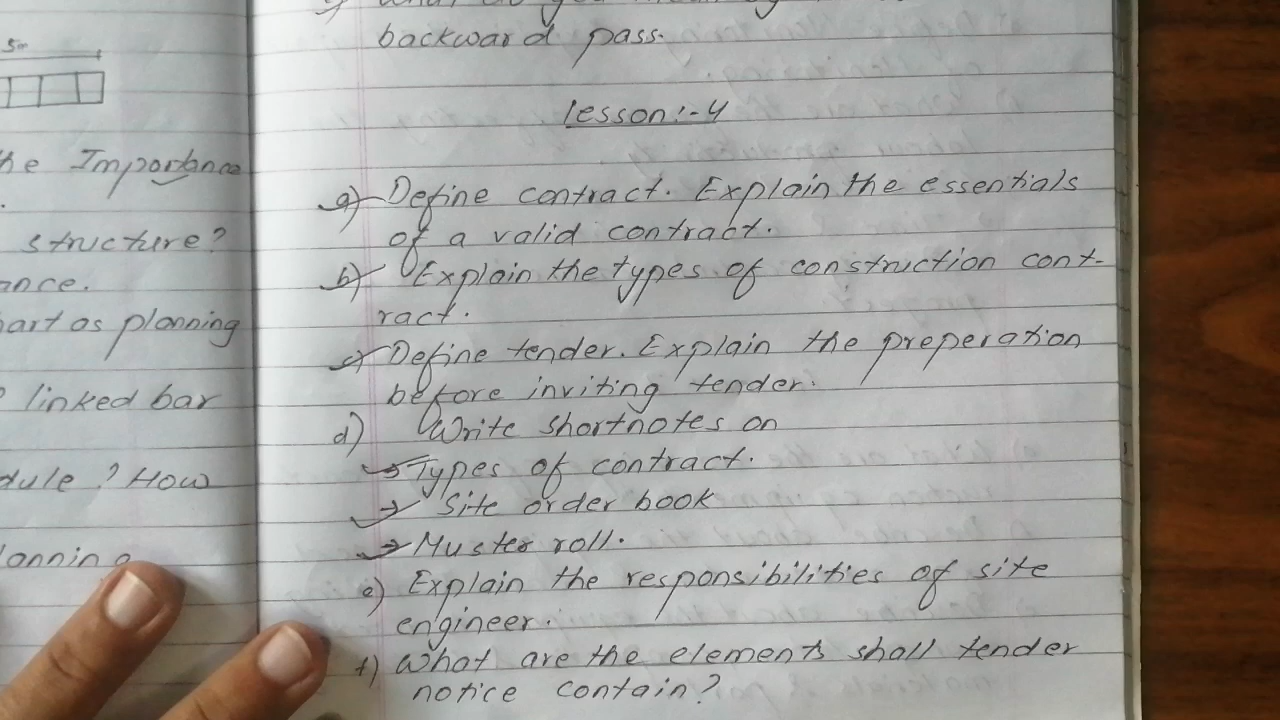 5m
he Importance
.
structure?
ance.
art as planning
linked bar
dule ? How
lannin
backward pass.
Lesson:-4
a) Define contract. Explain the essentials
of a valid contract.
b) Explain the types of construction cont-
ract.
c) Define tender. Explain the preperation
before inviting tender.
d) Write shortnotes on
→ Types of contract.
→ Site order book
→ Muster roll.
e) Explain the responsibilities of site
engineer.
f) What are the elements shall tender
notice contain?